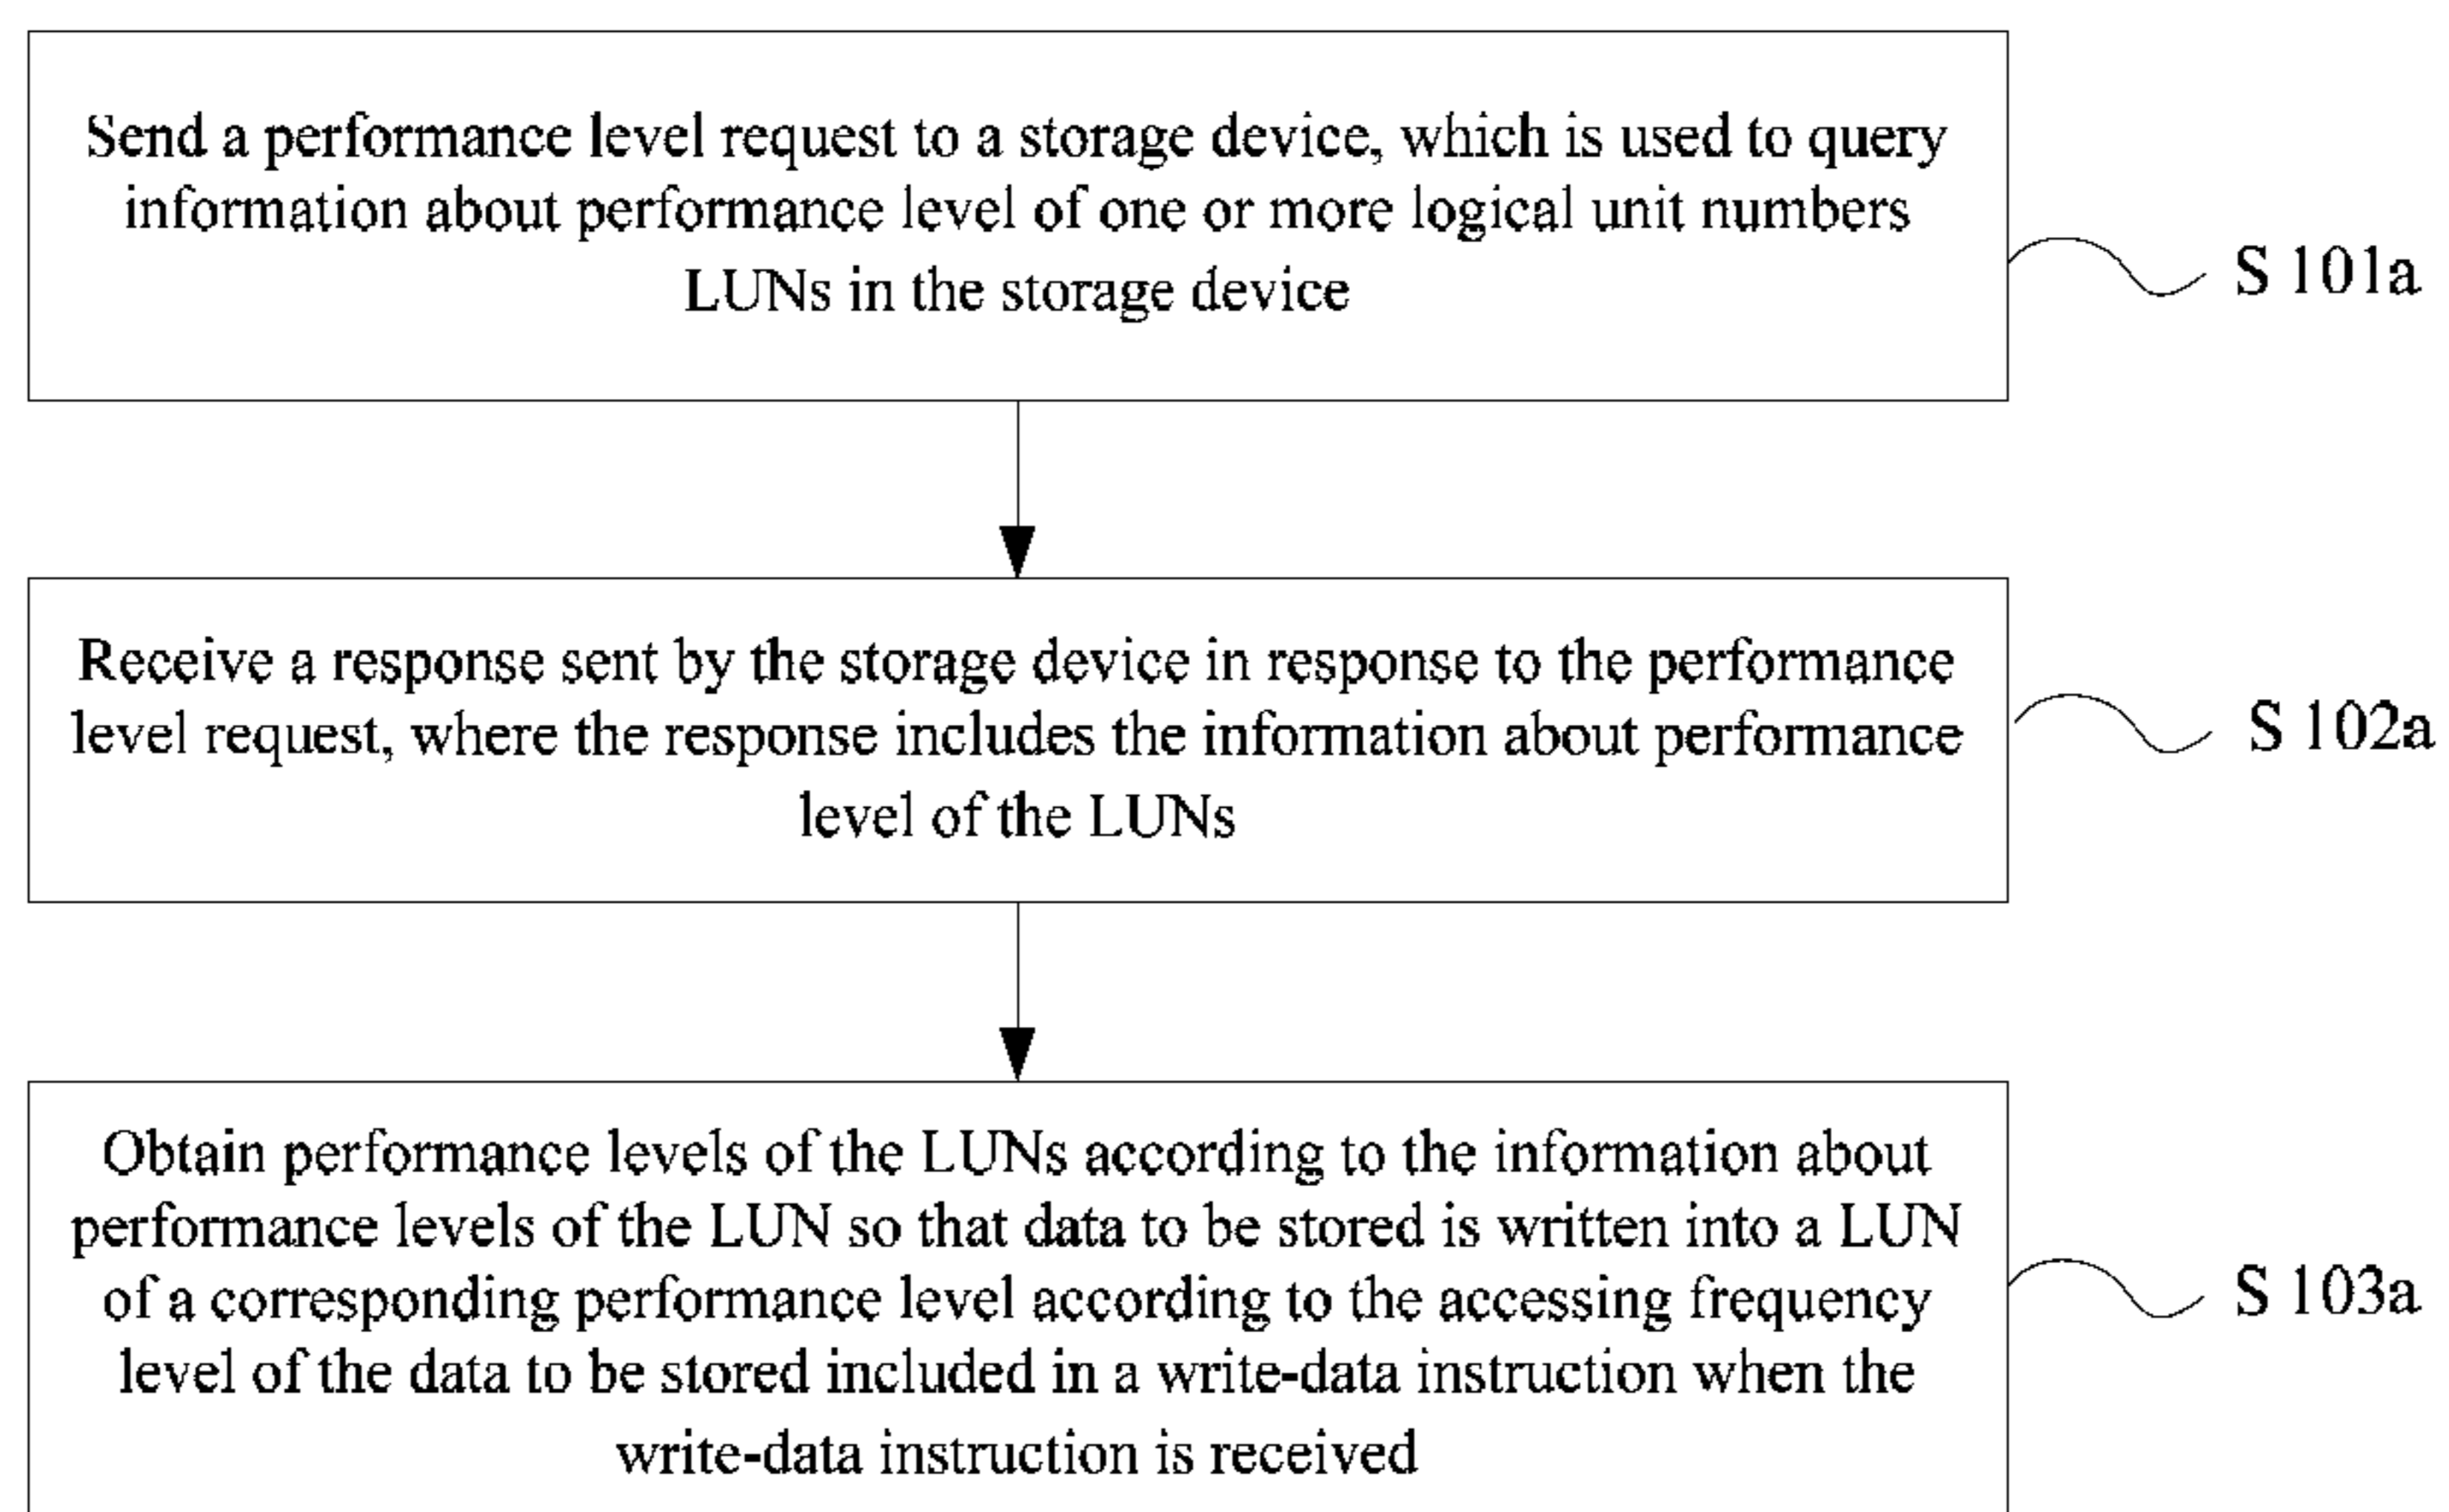 Send a performance level request to a storage device, which is used to query
information about performance level of one or more logical unit numbers
LUNs in the storage device
S 101a
Receive a response sent by the storage device in response to the performance
level request, where the response includes the information about performance
level of the LUNs
S 102a
Obtain performance levels of the LUNs according to the information about
performance levels of the LUN so that data to be stored is written into a LUN
of a corresponding performance level according to the accessing frequency
level of the data to be stored included in a write-data instruction when the
write-data instruction is received
S 103a